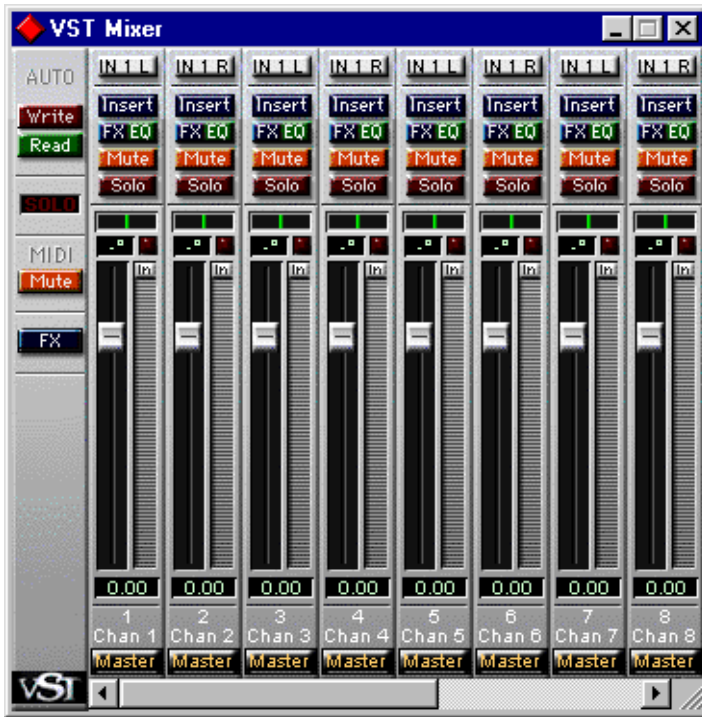 VST Mixer
AUTO
Write
Read
SOLO
MIDI
Mute
FX
IN 1 L IN 1 R IN 1 L IN 1 R IN 1 L IN 1 R IN 1 L IN 1 R
Insert Insert Insert Insert Insert Insert Insert Insert
FX EQ FX EQ FX EQ FX EQ FX EQ FX EQ FX EQ FX EQ
Mute Mute Mute Mute Mute Mute Mute Mute
Solo Solo Solo Solo Solo Solo Solo Solo
In In In In In In In In
0.00 0.00 0.00 0.00 0.00 0.00 0.00 0.00
1 2 3 4 5 6 7 8
Chan 1 Chan 2 Chan 3 Chan 4 Chan 5 Chan 6 Chan 7 Chan 8
Master Master Master Master Master Master Master Master
VST